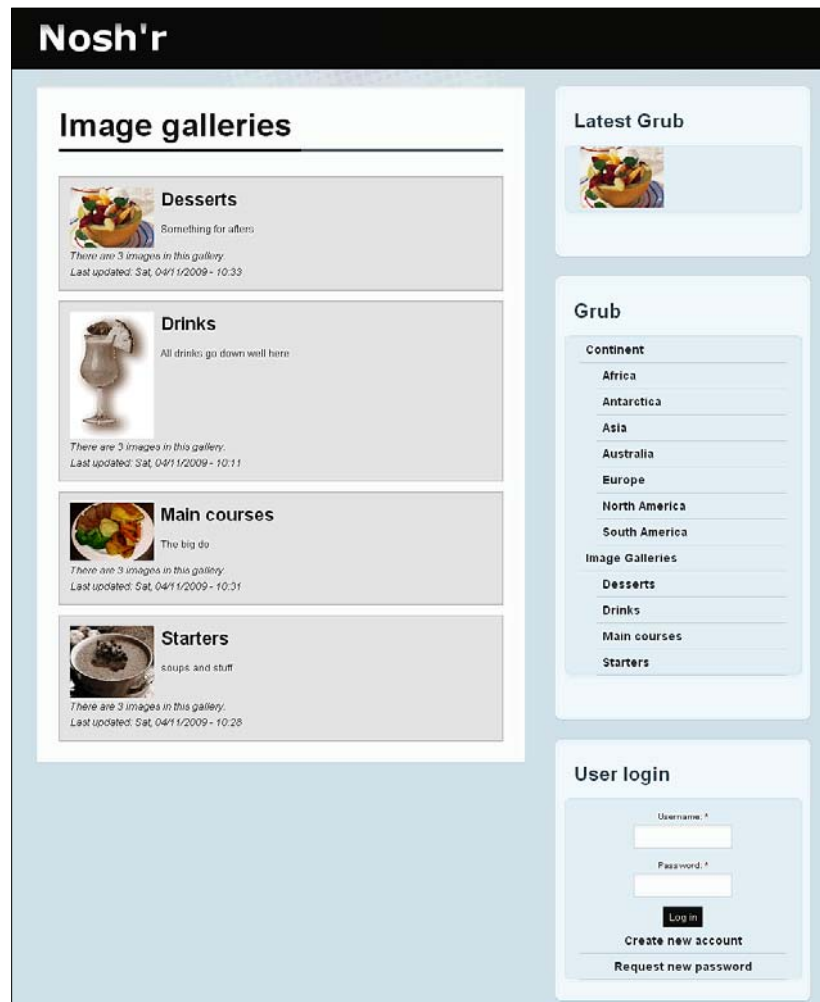 Nosh'r
Image galleries
Desserts
Something for afters
There are 3 images in this gallery.
Last updated: Sat, 04/11/2009 - 10:33
Drinks
All drinks go down well here
There are 3 images in this gallery.
Last updated: Sat, 04/11/2009 - 10:11
Main courses
The big do
There are 3 images in this gallery.
Last updated: Sat, 04/11/2009 - 10:31
Starters
soups and stuff
There are 3 images in this gallery.
Last updated: Sat, 04/11/2009 - 10:28
Latest Grub
Grub
Continent
Africa
Antarctica
Asia
Australia
Europe
North America
South America
Image Galleries
Desserts
Drinks
Main courses
Starters
User login
Username: *
Password: *
Log in
Create new account
Request new password